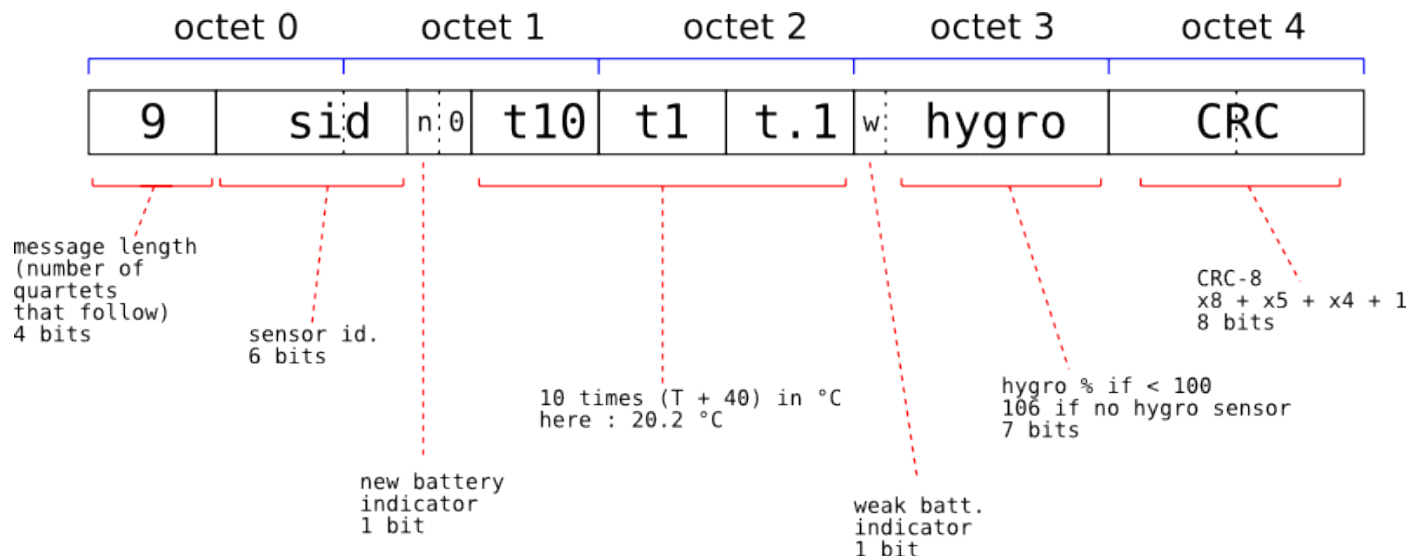 octet 0 octet 1 octet 2 octet 3 octet 4
9 sid n 0 t10 t1 t.1 w hygro CRC
message length
(number of
quartets
that follow)
4 bits
sensor id.
6 bits
new battery
indicator
1 bit
10 times (T + 40) in °C
here : 20.2 °C
weak batt.
indicator
1 bit
hygro % if < 100
106 if no hygro sensor
7 bits
CRC-8
x8 + x5 + x4 + 1
8 bits